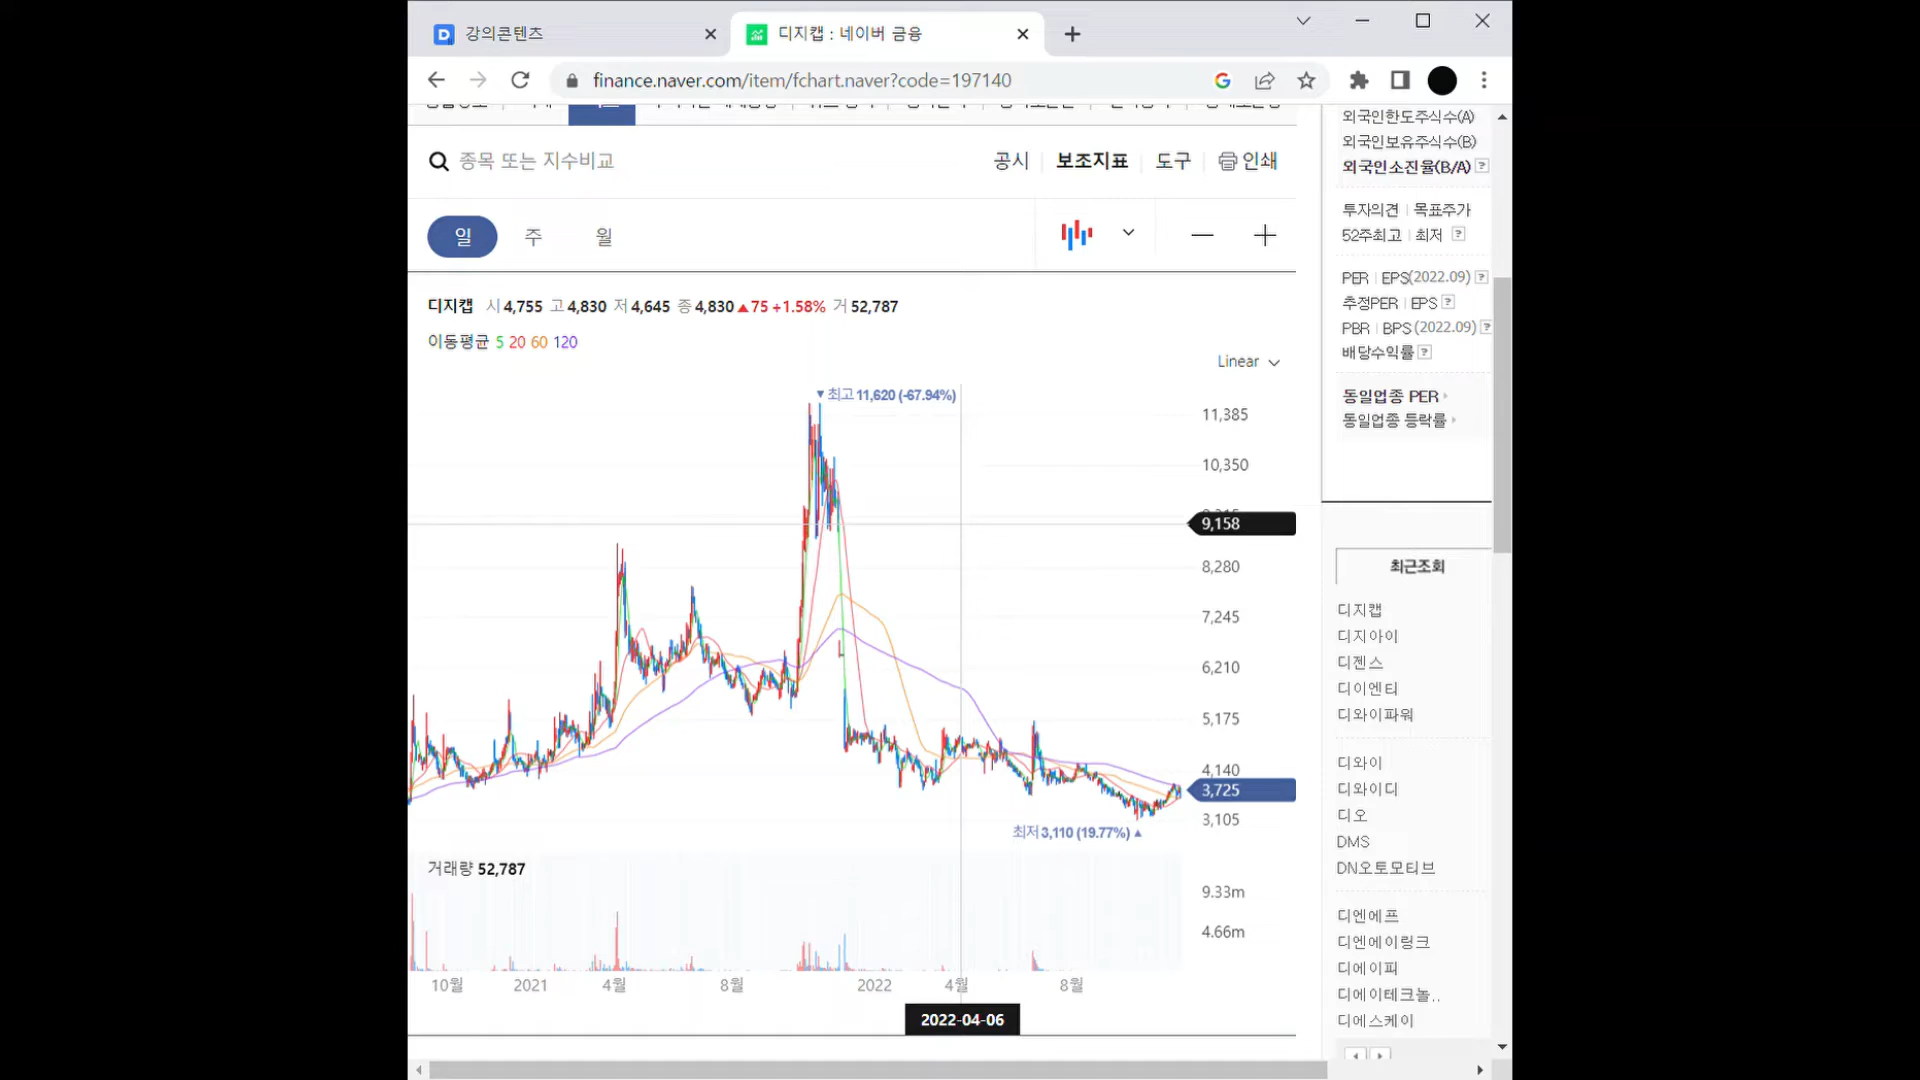 강의콘텐츠
디지캡 : 네이버 금융
finance.naver.com/item/fchart.naver?code=197140
종목 또는 지수비교
공시 보조지표 도구 인쇄
일 주 월
디지캡 시 4,755 고 4,830 저 4,645 종 4,830 ▲75 +1.58% 거 52,787
이동평균 5 20 60 120
Linear
▼최고 11,620 (-67.94%)
11,385
10,350
9,158
8,280
7,245
6,210
5,175
4,140
3,725
3,105
최저 3,110 (19.77%) ▲
거래량 52,787
9.33m
4.66m
10월 2021 4월 8월 2022 4월 8월
2022-04-06
외국인한도주식수(A)
외국인보유주식수(B)
외국인소진율(B/A) ?
투자의견 | 목표주가
52주최고 | 최저 ?
PER | EPS(2022.09) ?
추정PER | EPS ?
PBR | BPS (2022.09) ?
배당수익률 ?
동일업종 PER
동일업종 등락률
최근조회
디지캡
디지아이
디젠스
디이엔티
디와이파워
디와이
디와이디
디오
DMS
DN오토모티브
디엔에프
디엔에이링크
디에이피
디에이테크놀..
디에스케이